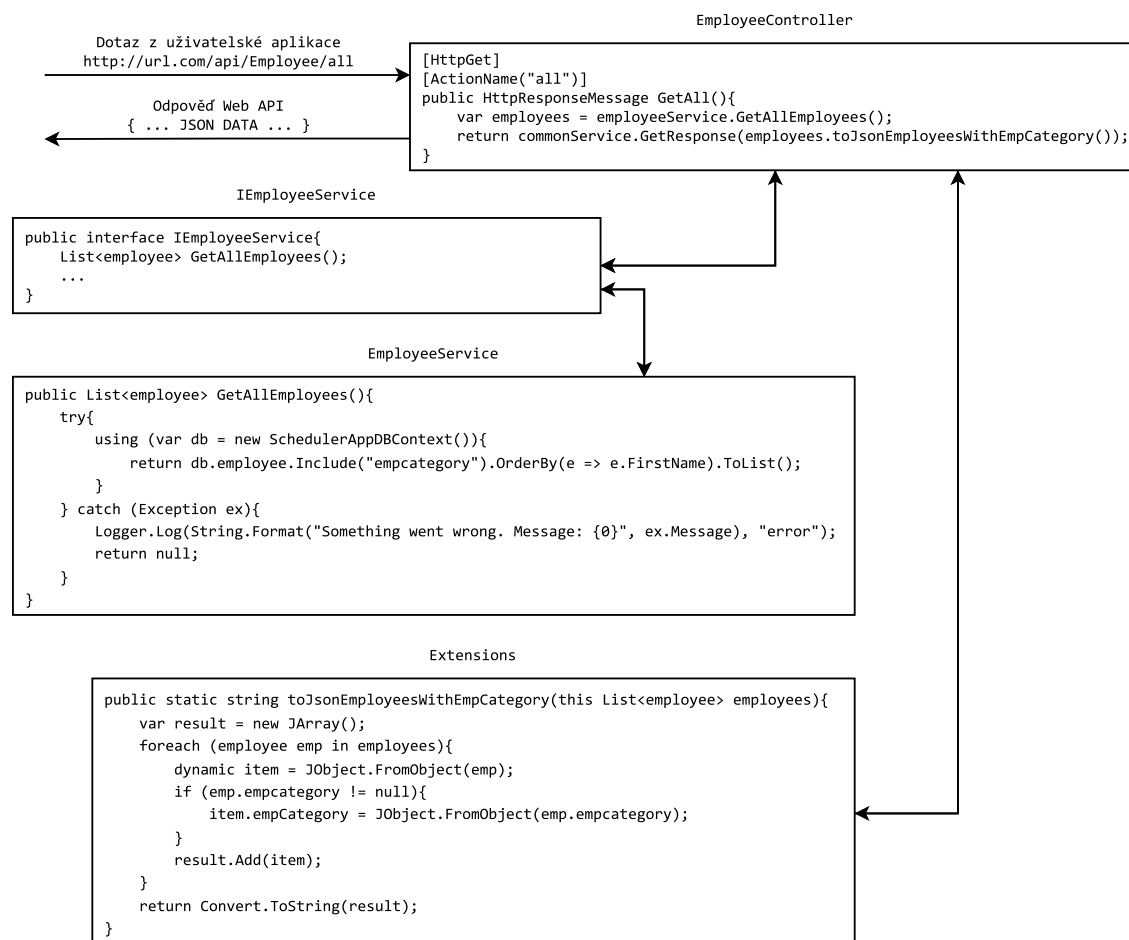 EmployeeController
Dotaz z uživatelské aplikace
http://url.com/api/Employee/all
Odpověď Web API
{ ... JSON DATA ... }
[HttpGet]
[ActionName("all")]
public HttpResponseMessage GetAll(){
    var employees = employeeService.GetAllEmployees();
    return commonService.GetResponse(employees.toJsonEmployeesWithEmpCategory());
}
IEmployeeService
public interface IEmployeeService{
    List<employee> GetAllEmployees();
    ...
}
EmployeeService
public List<employee> GetAllEmployees(){
    try{
        using (var db = new SchedulerAppDBContext()){
            return db.employee.Include("empcategory").OrderBy(e => e.FirstName).ToList();
        }
    } catch (Exception ex){
        Logger.Log(String.Format("Something went wrong. Message: {0}", ex.Message), "error");
        return null;
    }
}
Extensions
public static string toJsonEmployeesWithEmpCategory(this List<employee> employees){
    var result = new JArray();
    foreach (employee emp in employees){
        dynamic item = JObject.FromObject(emp);
        if (emp.empcategory != null){
            item.empCategory = JObject.FromObject(emp.empcategory);
        }
        result.Add(item);
    }
    return Convert.ToString(result);
}